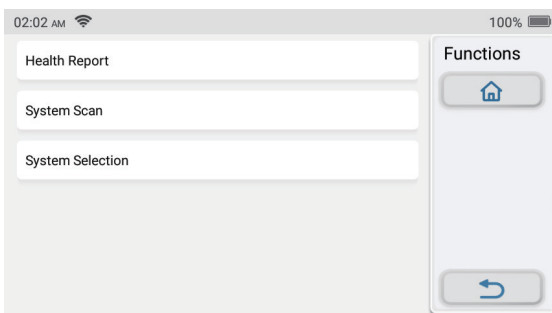 02:02 AM 100%
Health Report
System Scan
System Selection
Functions